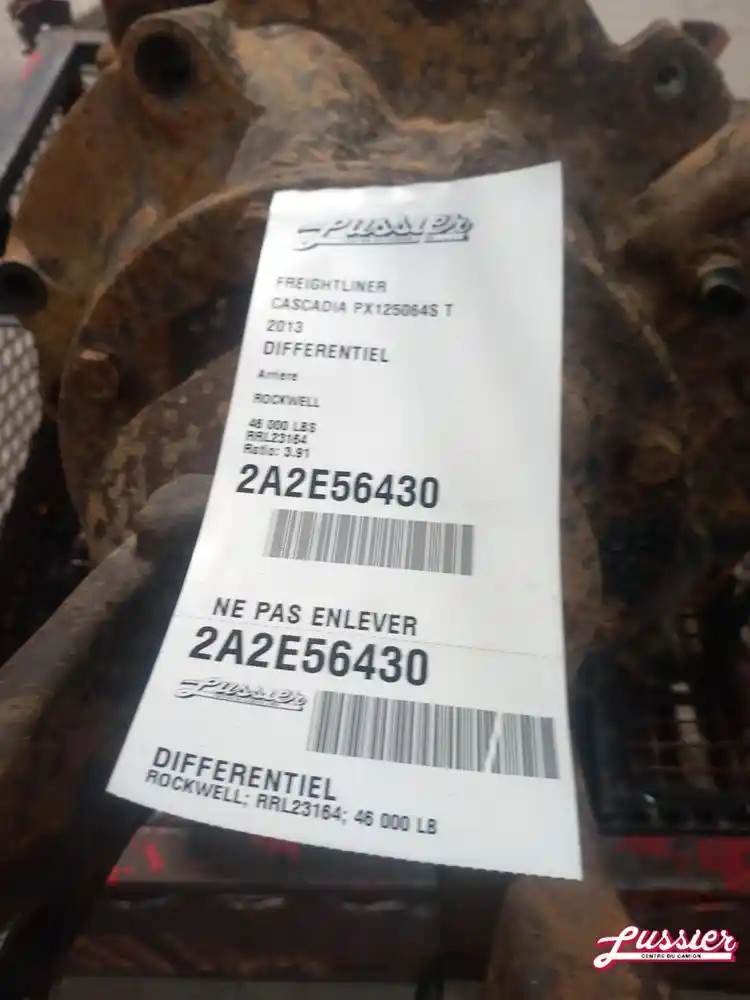 Lussier
FREIGHTLINER
CASCADIA PX125064S T
2013
DIFFERENTIEL
Arriere
ROCKWELL
46 000 LBS
RRL23164
Ratio: 3.91
2A2E56430
NE PAS ENLEVER
2A2E56430
Lussier
DIFFERENTIEL
ROCKWELL; RRL23164; 46 000 LB
Lussier
CENTRE DU CAMION